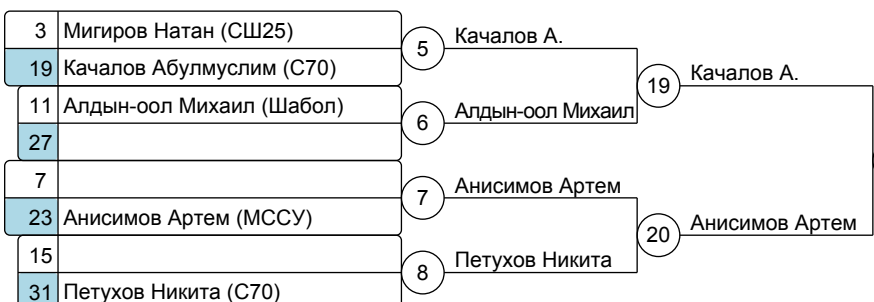 3 Мигиров Натан (СШ25)
19 Качалов Абулмуслим (С70)
5 Качалов А.
11 Алдын-оол Михаил (Шабол)
27
6 Алдын-оол Михаил
19 Качалов А.
7
23 Анисимов Артем (МССУ)
7 Анисимов Артем
15
31 Петухов Никита (С70)
8 Петухов Никита
20 Анисимов Артем